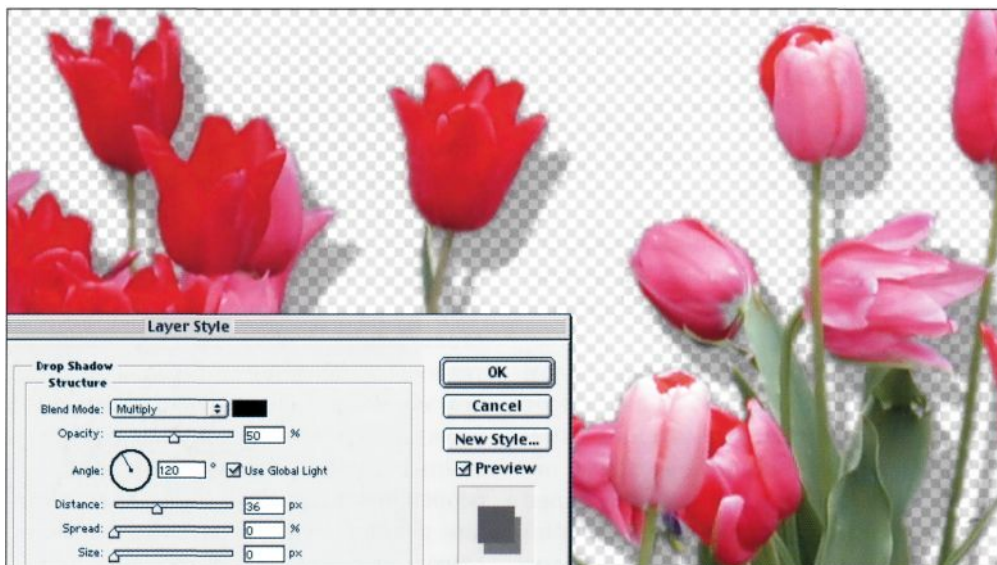 Layer Style
Drop Shadow
Structure
Blend Mode: Multiply
Opacity: 50 %
Angle: 120 ° Use Global Light
Distance: 36 px
Spread: 0 %
Size: 0 px
OK
Cancel
New Style...
Preview